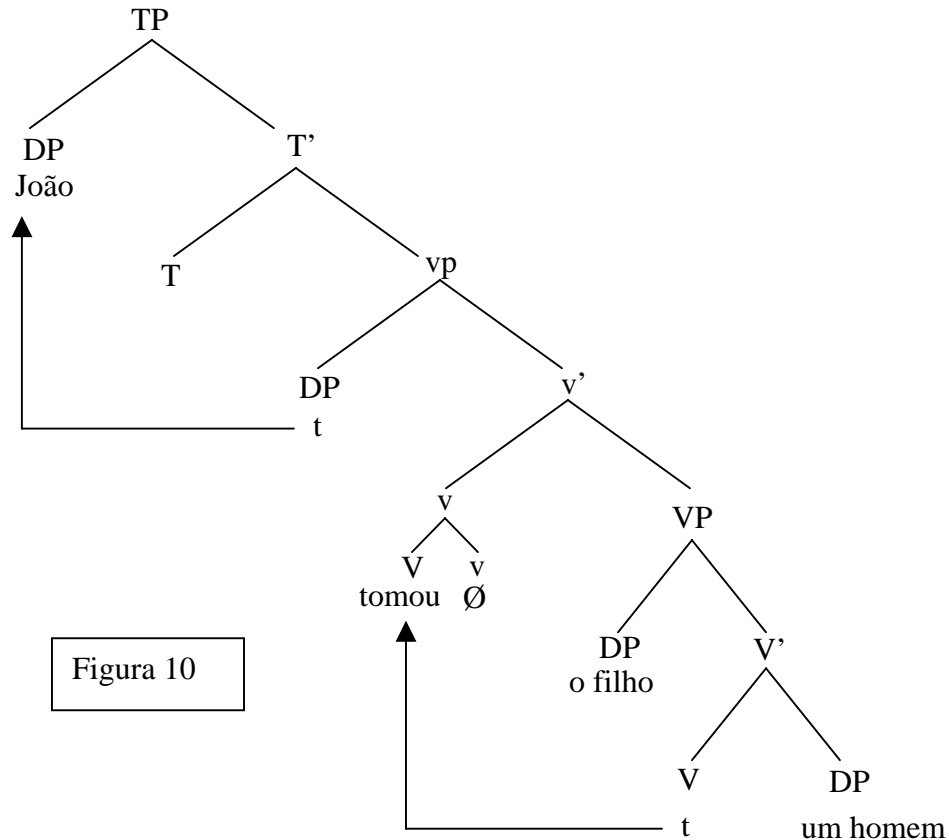 TP
DP T’
João
T vp
DP v’
t
v VP
V v
tomou Ø
DP V’
o filho
Figura 10
V DP
t um homem